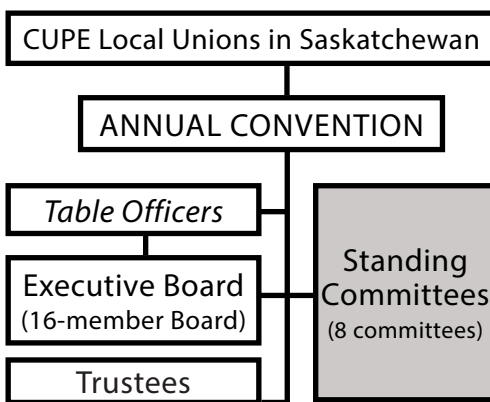 CUPE Local Unions in Saskatchewan
ANNUAL CONVENTION
Table Officers
Executive Board
(16-member Board)
Trustees
Standing
Committees
(8 committees)